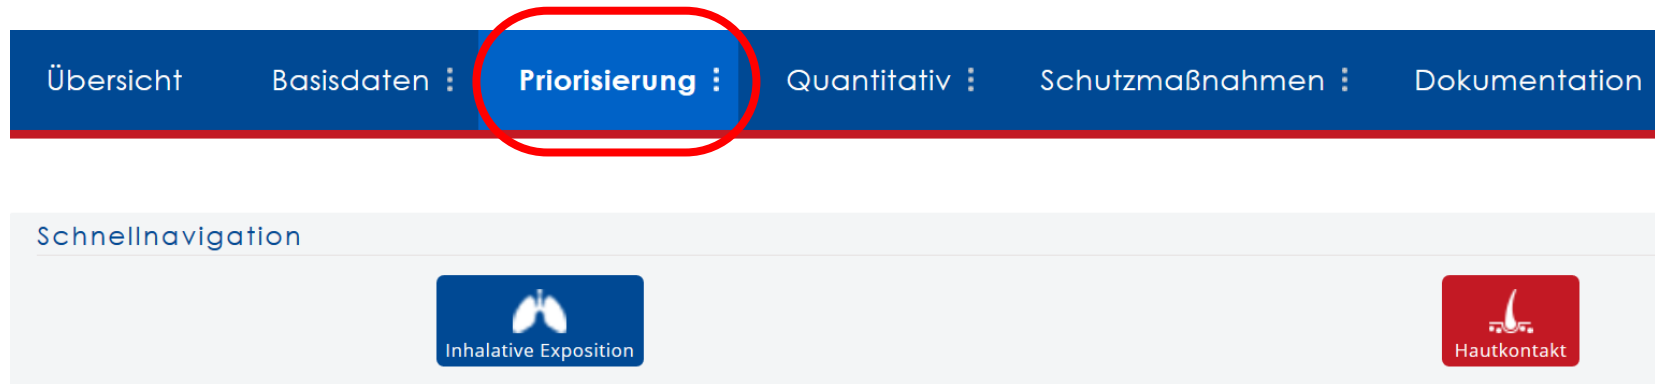 Übersicht Basisdaten Priorisierung Quantitativ Schutzmaßnahmen Dokumentation
Schnellnavigation
Inhalative Exposition Hautkontakt